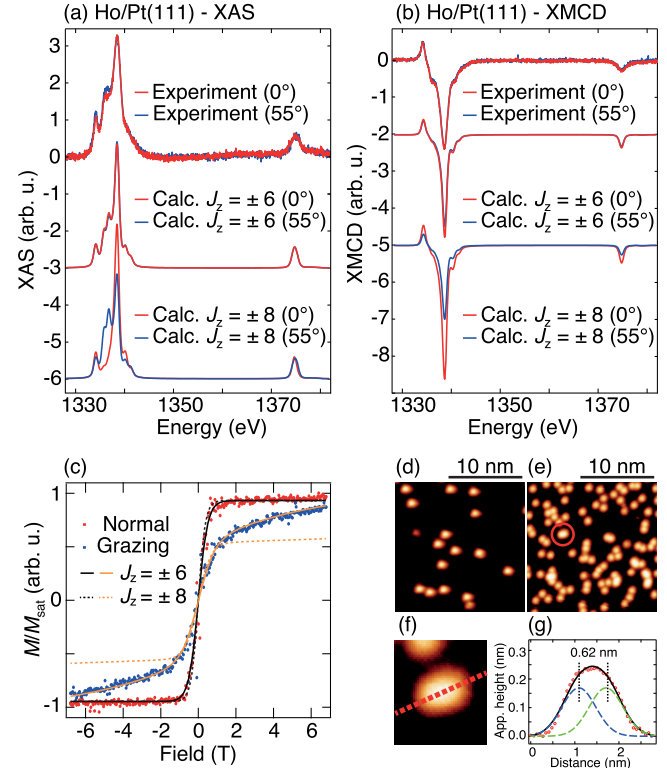 (a) Ho/Pt(111) - XAS
3
2
1
0
-3
-2
-1
-3
-4
-5
-6
XAS (arb. u.)
Experiment (0°)
Experiment (55°)
Calc. Jz = ± 6 (0°)
Calc. Jz = ± 6 (55°)
Calc. Jz = ± 8 (0°)
Calc. Jz = ± 8 (55°)
1330 1350 1370
Energy (eV)
(b) Ho/Pt(111) - XMCD
0
-1
-2
-3
-4
-5
-6
-7
-8
XMCD (arb. u.)
Experiment (0°)
Experiment (55°)
Calc. Jz = ± 6 (0°)
Calc. Jz = ± 6 (55°)
Calc. Jz = ± 8 (0°)
Calc. Jz = ± 8 (55°)
1330 1350 1370
Energy (eV)
(c)
1
0
-1
M/Msat (arb. u.)
Normal
Grazing
Jz = ± 6
Jz = ± 8
-6 -4 -2 0 2 4 6
Field (T)
(d) 10 nm
(e) 10 nm
(f)
(g)
0.62 nm
App. height (nm)
0.3
0.2
0.1
0.0
0 1 2
Distance (nm)